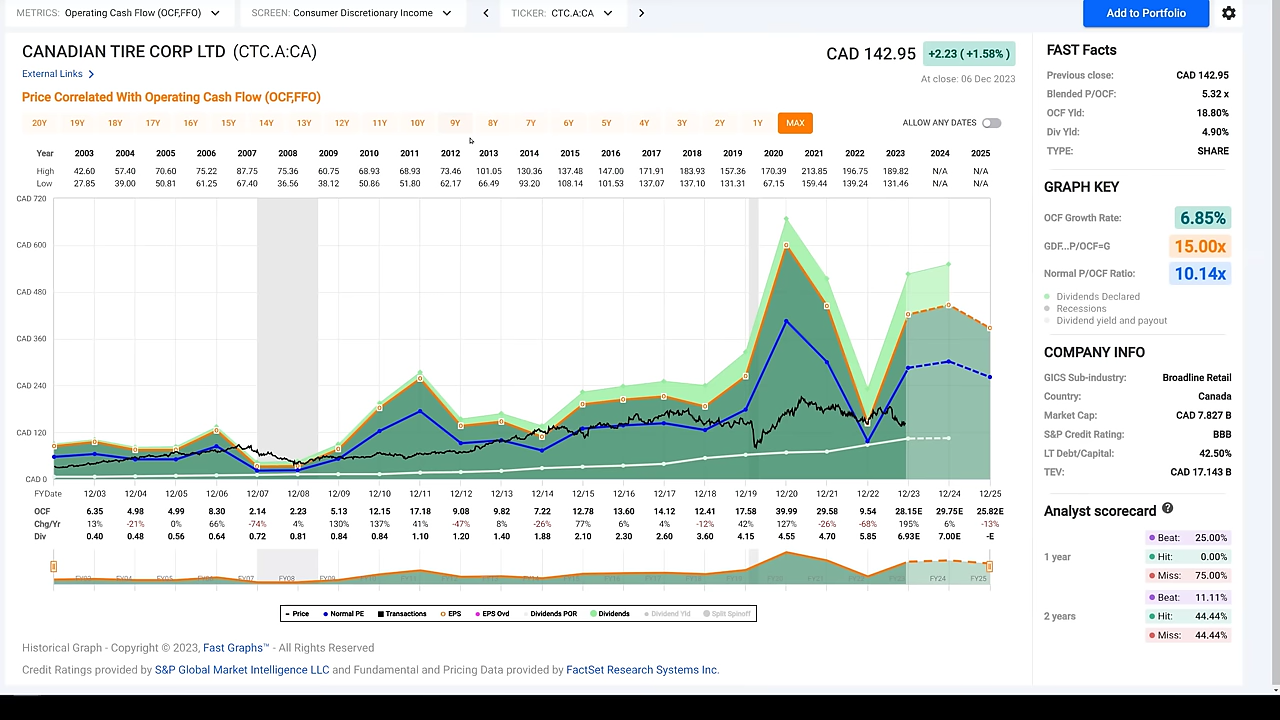 METRICS: Operating Cash Flow (OCF,FFO) SCREEN: Consumer Discretionary Income TICKER: CTC.A:CA Add to Portfolio
CANADIAN TIRE CORP LTD (CTC.A:CA) CAD 142.95 +2.23 ( +1.58% )
External Links At close: 06 Dec 2023
Price Correlated With Operating Cash Flow (OCF,FFO)
20Y 19Y 18Y 17Y 16Y 15Y 14Y 13Y 12Y 11Y 10Y 9Y 8Y 7Y 6Y 5Y 4Y 3Y 2Y 1Y MAX ALLOW ANY DATES
Year 2003 2004 2005 2006 2007 2008 2009 2010 2011 2012 2013 2014 2015 2016 2017 2018 2019 2020 2021 2022 2023 2024 2025
High 42.60 57.40 70.60 75.22 87.75 75.36 60.75 68.93 68.93 73.46 101.05 130.36 137.48 147.00 171.91 183.93 157.36 170.39 213.85 196.75 189.82 N/A N/A
Low 27.85 39.00 50.81 61.25 67.40 36.56 38.12 50.86 51.80 62.17 66.49 93.20 108.14 101.53 137.07 137.10 131.31 67.15 159.44 139.24 131.46 N/A N/A
CAD 720
CAD 600
CAD 480
CAD 360
CAD 240
CAD 120
CAD 0
FYDate 12/03 12/04 12/05 12/06 12/07 12/08 12/09 12/10 12/11 12/12 12/13 12/14 12/15 12/16 12/17 12/18 12/19 12/20 12/21 12/22 12/23 12/24 12/25
OCF 6.35 4.98 4.99 8.30 2.14 2.23 5.13 12.15 17.18 9.08 9.82 7.22 12.78 13.60 14.12 12.41 17.58 39.99 29.58 9.54 28.15E 29.75E 25.82E
Chg/Yr 13% -21% 0% 66% -74% 4% 130% 137% 41% -47% 8% -26% 77% 6% 4% -12% 42% 127% -26% -68% 195% 6% -13%
Div 0.40 0.48 0.56 0.64 0.72 0.81 0.84 0.84 1.10 1.20 1.40 1.88 2.10 2.30 2.60 3.60 4.15 4.55 4.70 5.85 6.93E 7.00E -E
FY03 FY04 FY05 FY06 FY07 FY08 FY09 FY24 FY25
Price Normal PE Transactions EPS EPS Ovd Dividends POR Dividends Dividend Yld Split Spinoff
Historical Graph - Copyright © 2023, Fast Graphs™ - All Rights Reserved
Credit Ratings provided by S&P Global Market Intelligence LLC and Fundamental and Pricing Data provided by FactSet Research Systems Inc.
FAST Facts
Previous close: CAD 142.95
Blended P/OCF: 5.32 x
OCF Yld: 18.80%
Div Yld: 4.90%
TYPE: SHARE
GRAPH KEY
OCF Growth Rate: 6.85%
GDF...P/OCF=G 15.00x
Normal P/OCF Ratio: 10.14x
Dividends Declared
Recessions
Dividend yield and payout
COMPANY INFO
GICS Sub-industry: Broadline Retail
Country: Canada
Market Cap: CAD 7.827 B
S&P Credit Rating: BBB
LT Debt/Capital: 42.50%
TEV: CAD 17.143 B
Analyst scorecard ?
1 year
Beat: 25.00%
Hit: 0.00%
Miss: 75.00%
2 years
Beat: 11.11%
Hit: 44.44%
Miss: 44.44%